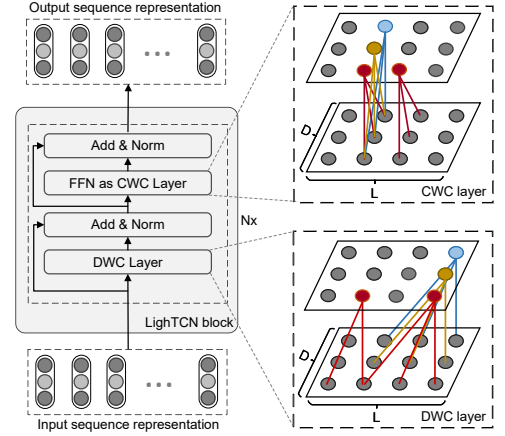 Output sequence representation
Add & Norm
FFN as CWC Layer
Add & Norm
DWC Layer
Nx
LighTCN block
Input sequence representation
D
L
CWC layer
D
L
DWC layer